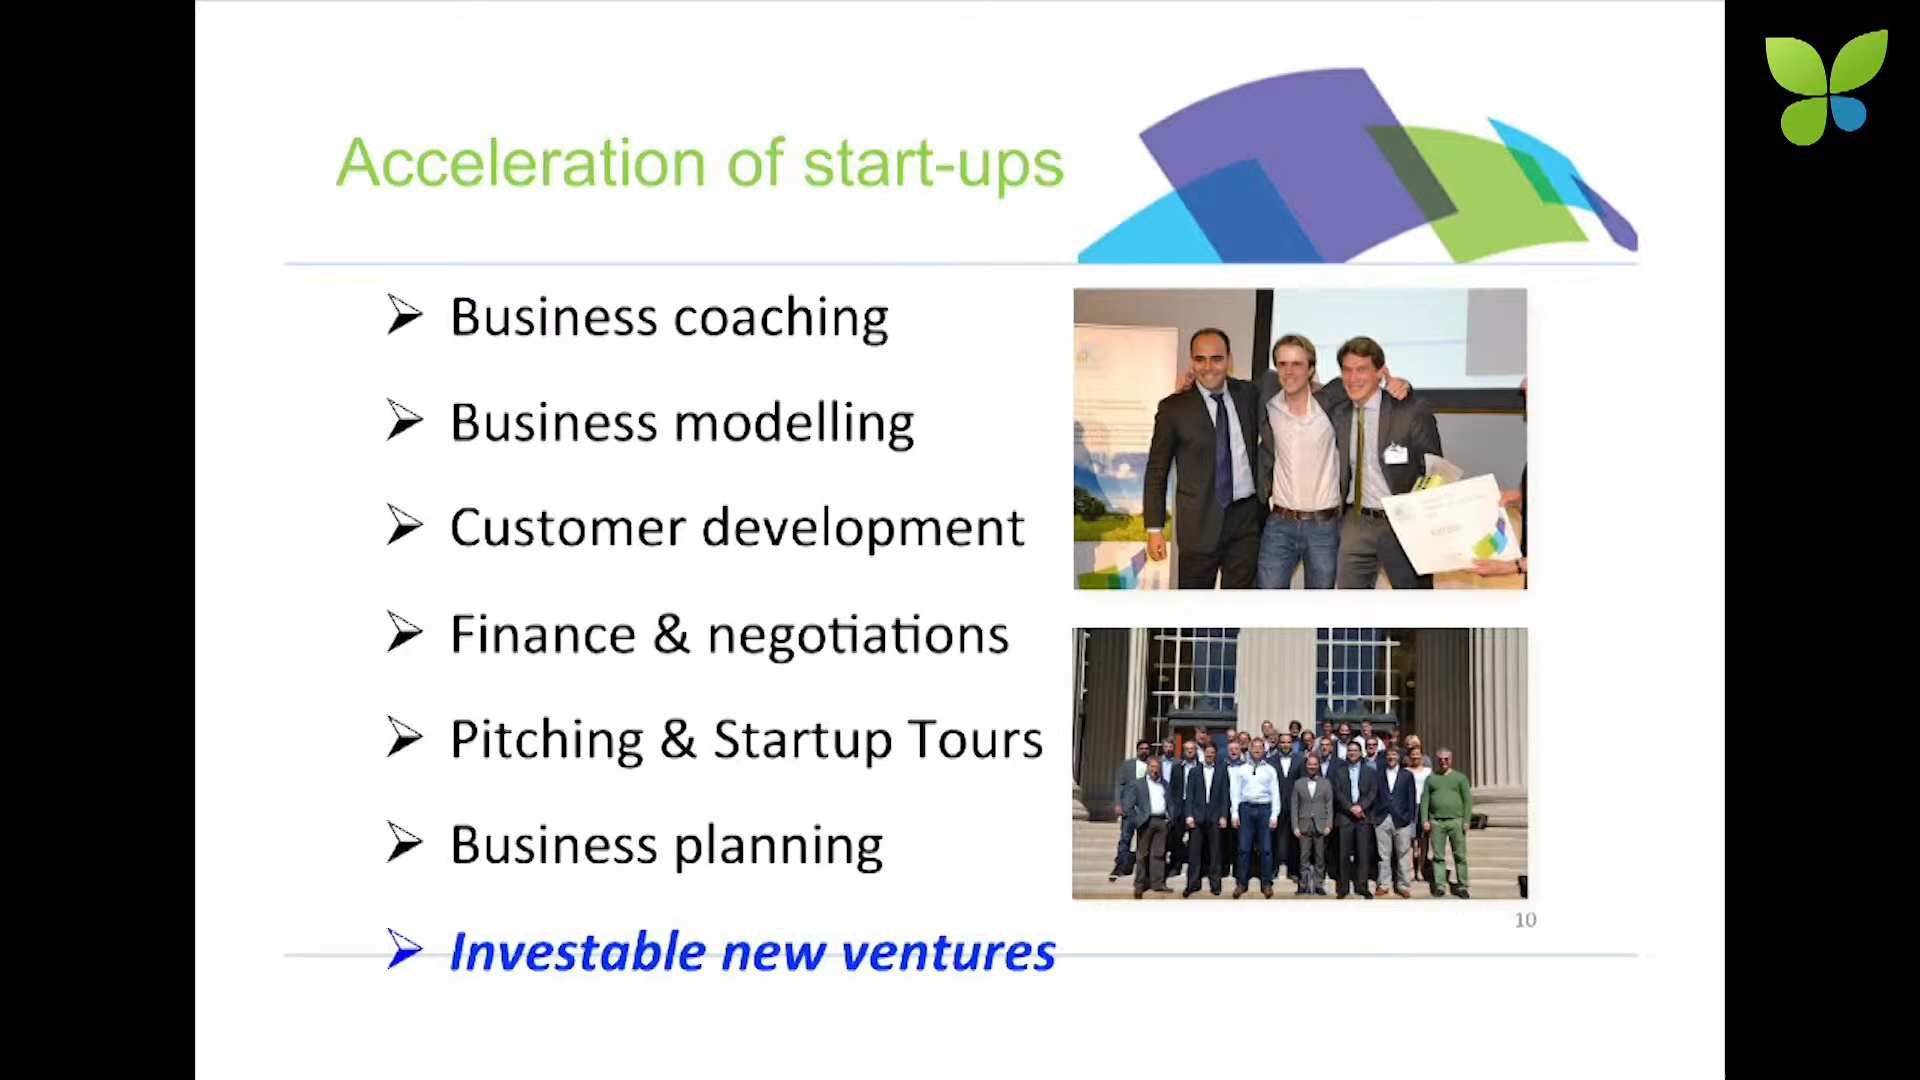 Acceleration of start-ups
Business coaching
Business modelling
Customer development
Finance & negotiations
Pitching & Startup Tours
Business planning
Investable new ventures
10